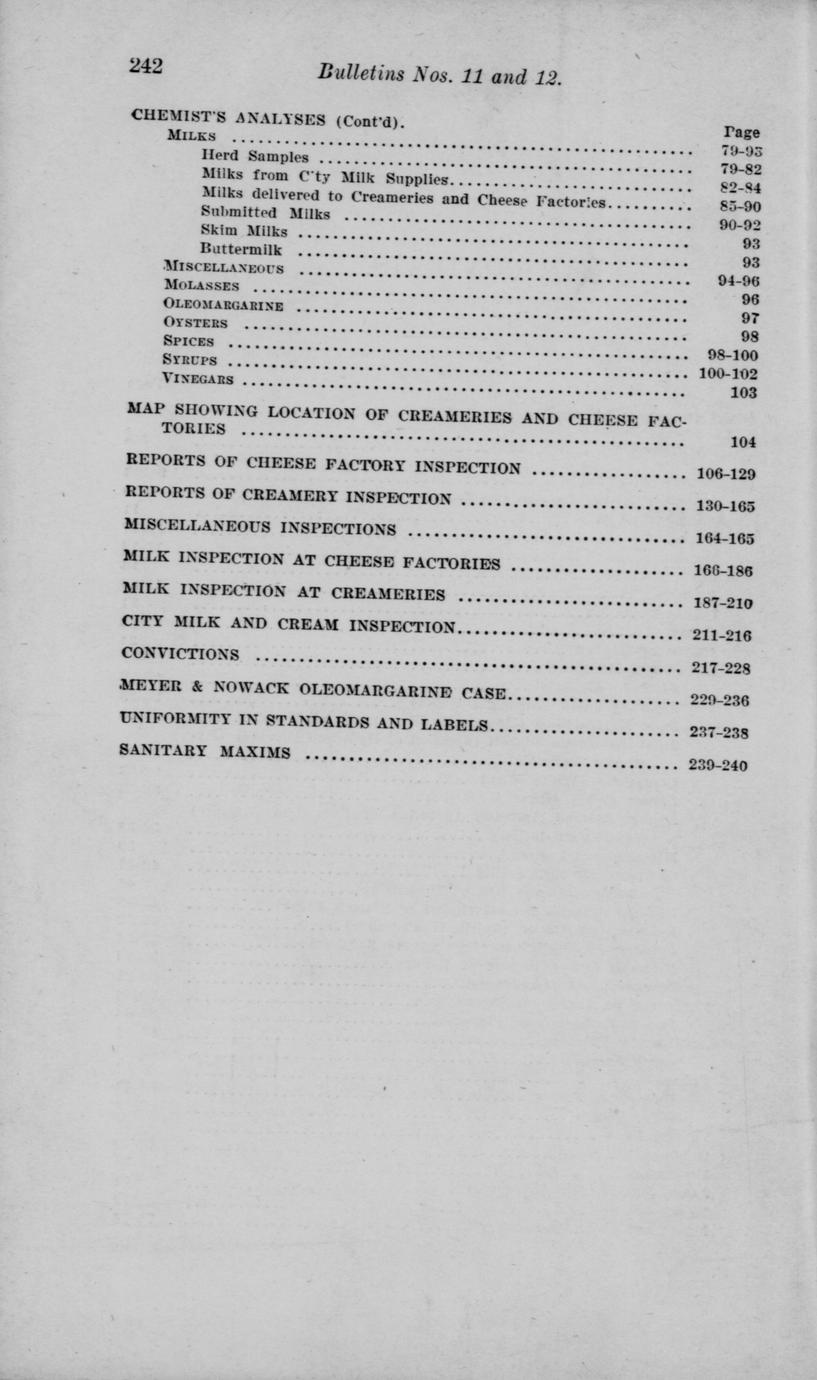 242
Bulletins Nos. 11 and 12.
CHEMIST'S ANALYSES (Cont'd).
Page
MILKS ........ 79-93
Herd Samples ........ 79-82
Milks from C'ty Milk Supplies........ 82-84
Milks delivered to Creameries and Cheese Factories........ 85-90
Submitted Milks ........ 90-92
Skim Milks ........ 93
Buttermilk ........ 93
MISCELLANEOUS ........ 94-96
MOLASSES ........ 96
OLEOMARGARINE ........ 97
OYSTERS ........ 98
SPICES ........ 98-100
SYRUPS ........ 100-102
VINEGARS ........ 103
MAP SHOWING LOCATION OF CREAMERIES AND CHEESE FAC-
TORIES ........ 104
REPORTS OF CHEESE FACTORY INSPECTION ........ 106-129
REPORTS OF CREAMERY INSPECTION ........ 130-165
MISCELLANEOUS INSPECTIONS ........ 164-165
MILK INSPECTION AT CHEESE FACTORIES ........ 166-186
MILK INSPECTION AT CREAMERIES ........ 187-210
CITY MILK AND CREAM INSPECTION........ 211-216
CONVICTIONS ........ 217-228
MEYER & NOWACK OLEOMARGARINE CASE........ 229-236
UNIFORMITY IN STANDARDS AND LABELS........ 237-238
SANITARY MAXIMS ........ 239-240